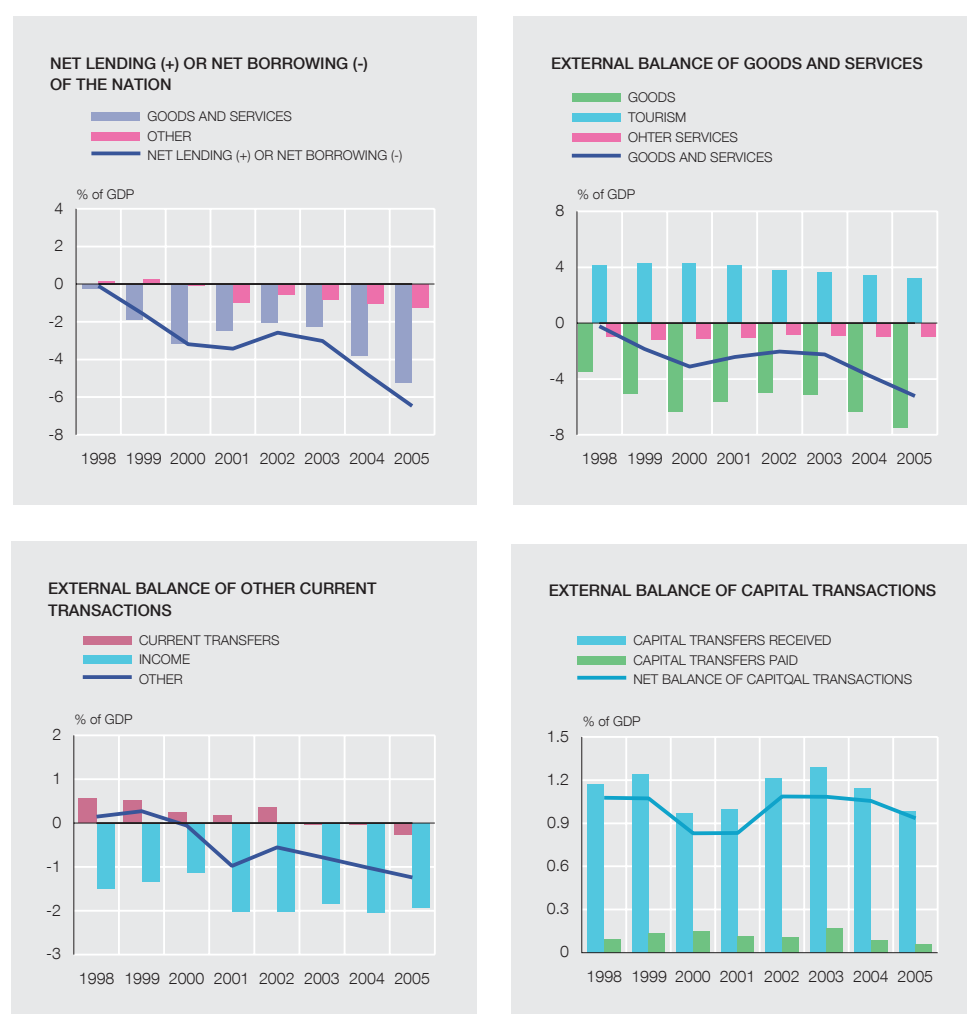 NET LENDING (+) OR NET BORROWING (-)
OF THE NATION
GOODS AND SERVICES
OTHER
NET LENDING (+) OR NET BORROWING (-)
% of GDP
4
2
0
-2
-4
-6
-8
1998 1999 2000 2001 2002 2003 2004 2005
EXTERNAL BALANCE OF GOODS AND SERVICES
GOODS
TOURISM
OHTER SERVICES
GOODS AND SERVICES
% of GDP
8
4
0
-4
-8
1998 1999 2000 2001 2002 2003 2004 2005
EXTERNAL BALANCE OF OTHER CURRENT
TRANSACTIONS
CURRENT TRANSFERS
INCOME
OTHER
% of GDP
2
1
0
-1
-2
-3
1998 1999 2000 2001 2002 2003 2004 2005
EXTERNAL BALANCE OF CAPITAL TRANSACTIONS
CAPITAL TRANSFERS RECEIVED
CAPITAL TRANSFERS PAID
NET BALANCE OF CAPITQAL TRANSACTIONS
% of GDP
1.5
1.2
0.9
0.6
0.3
0
1998 1999 2000 2001 2002 2003 2004 2005